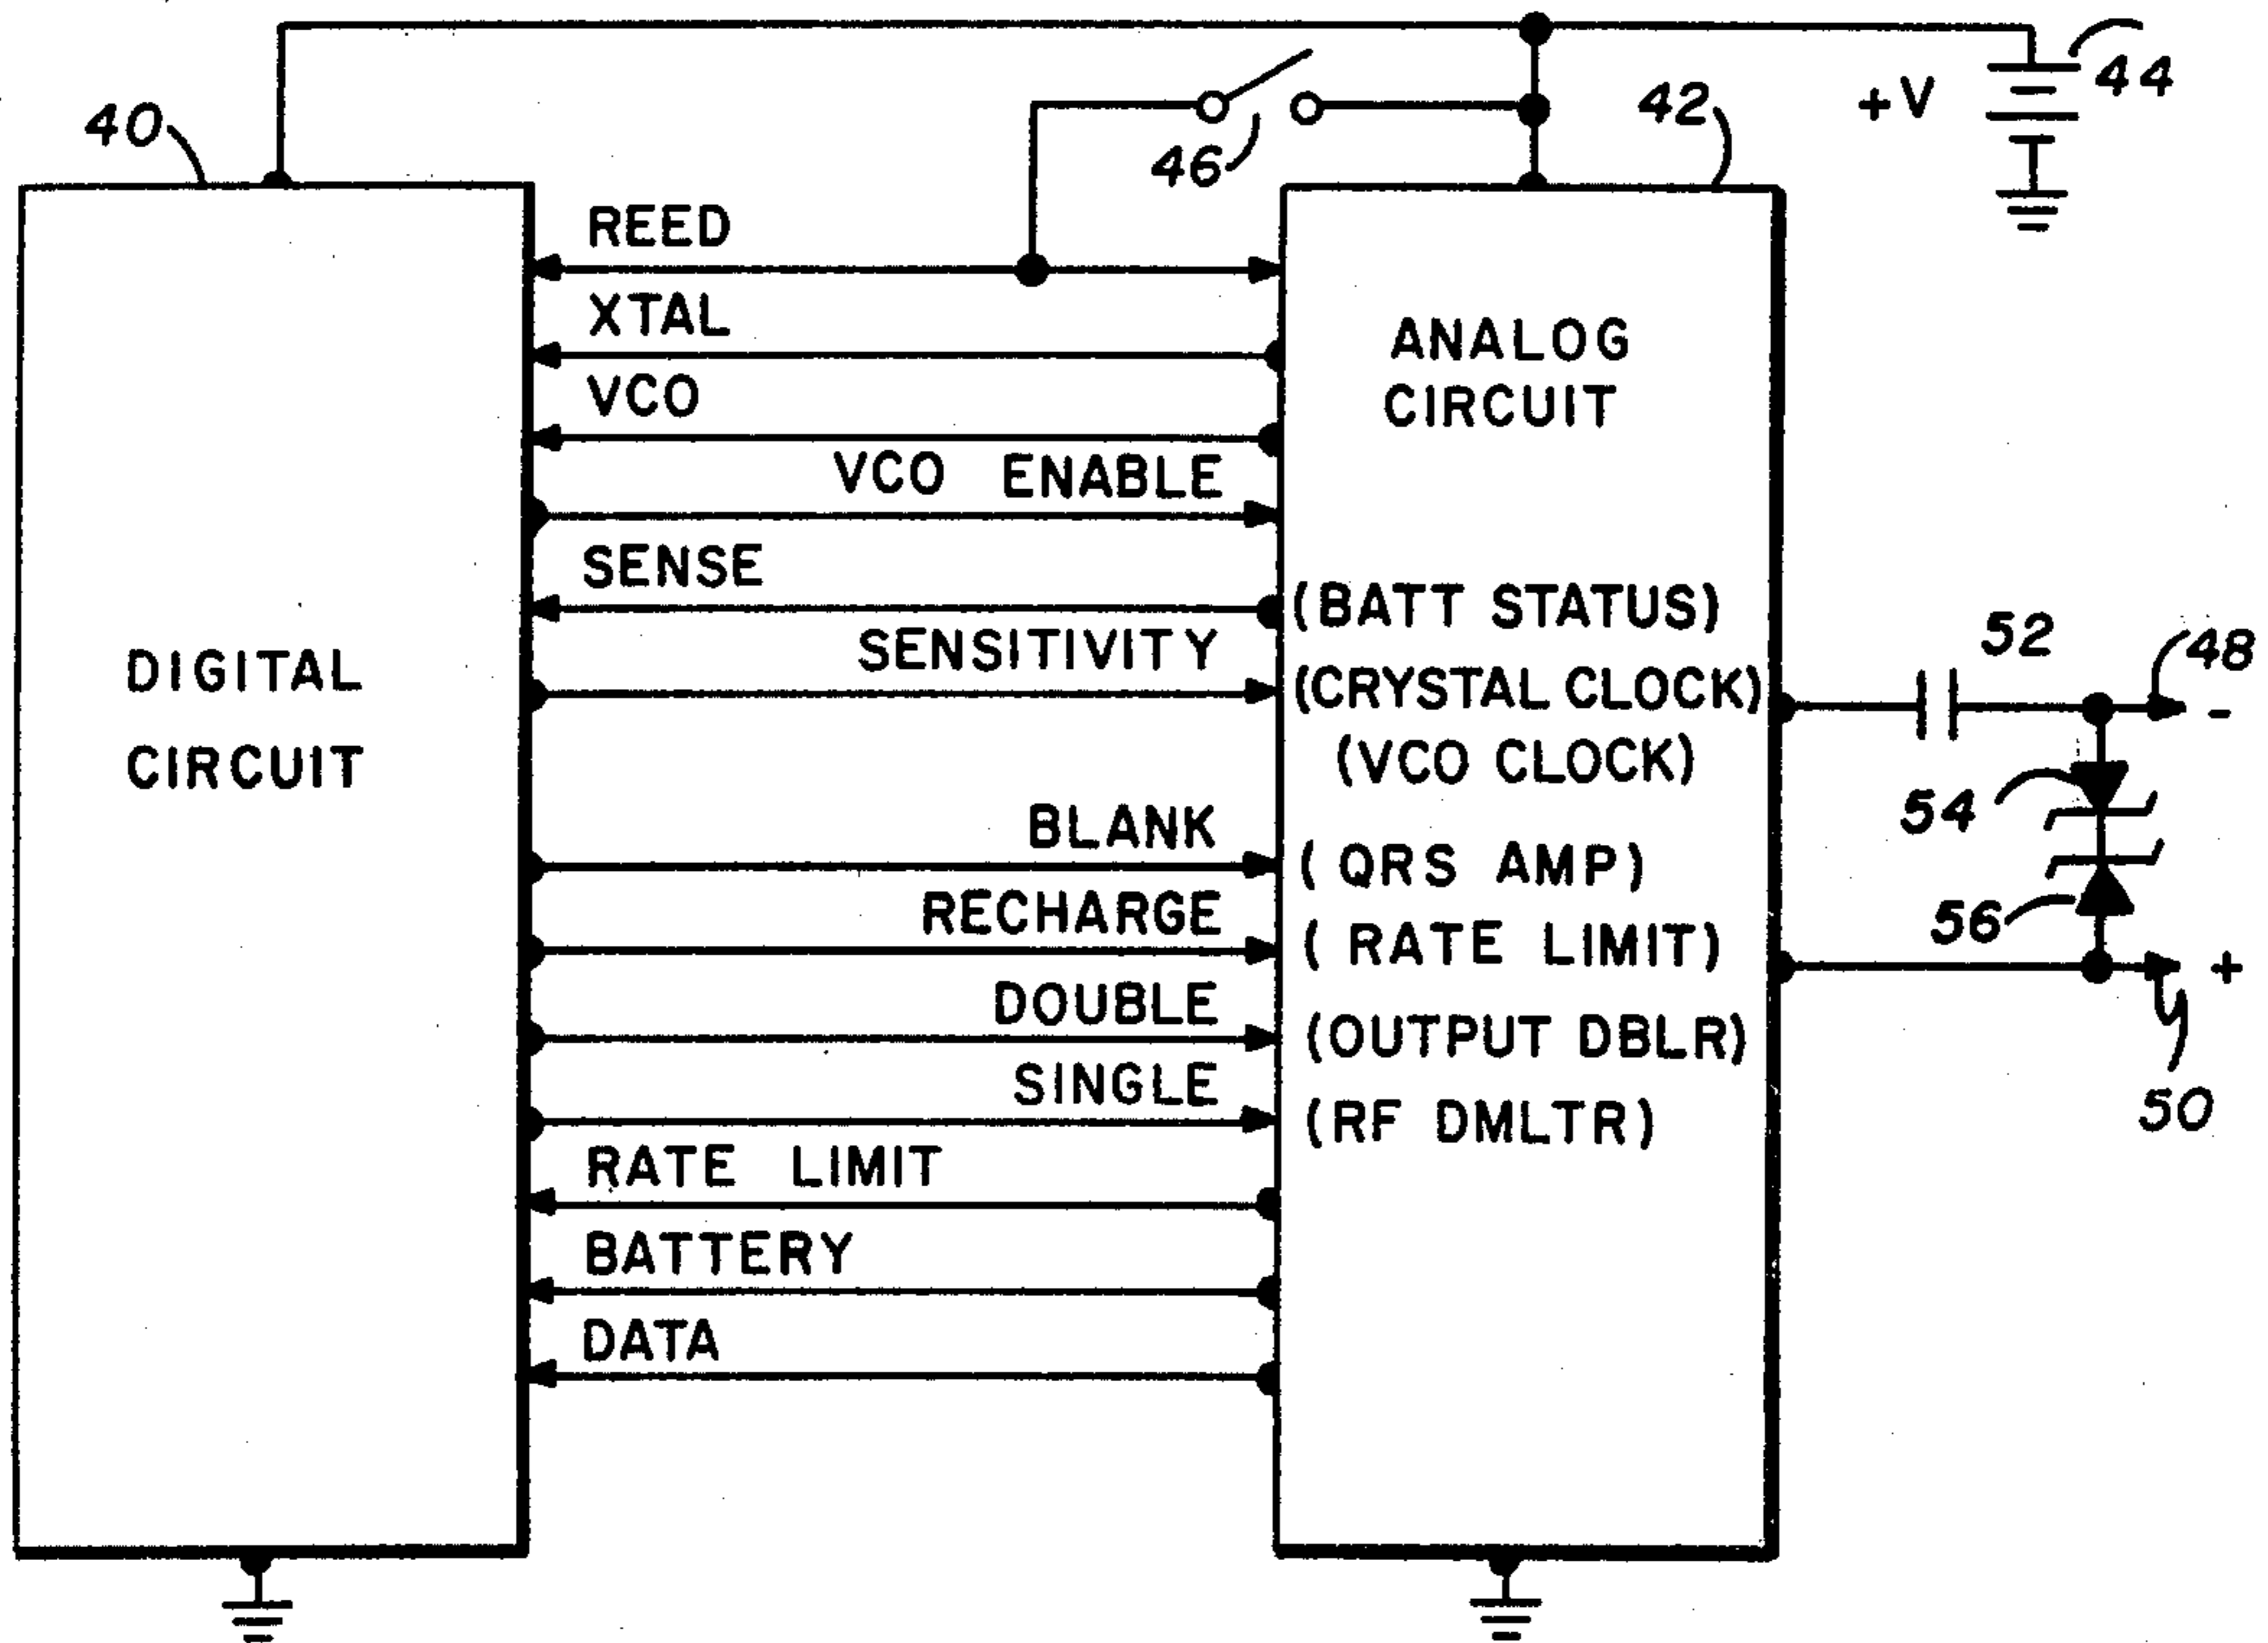 44
+V
42
40
46
REED
XTAL
ANALOG
CIRCUIT
VCO
VCO ENABLE
SENSE
(BATT STATUS)
SENSITIVITY
(CRYSTAL CLOCK)
(VCO CLOCK)
DIGITAL
CIRCUIT
52
48
-
54
56
+
50
BLANK
(QRS AMP)
RECHARGE
(RATE LIMIT)
DOUBLE
(OUTPUT DBLR)
SINGLE
(RF DMLTR)
RATE LIMIT
BATTERY
DATA